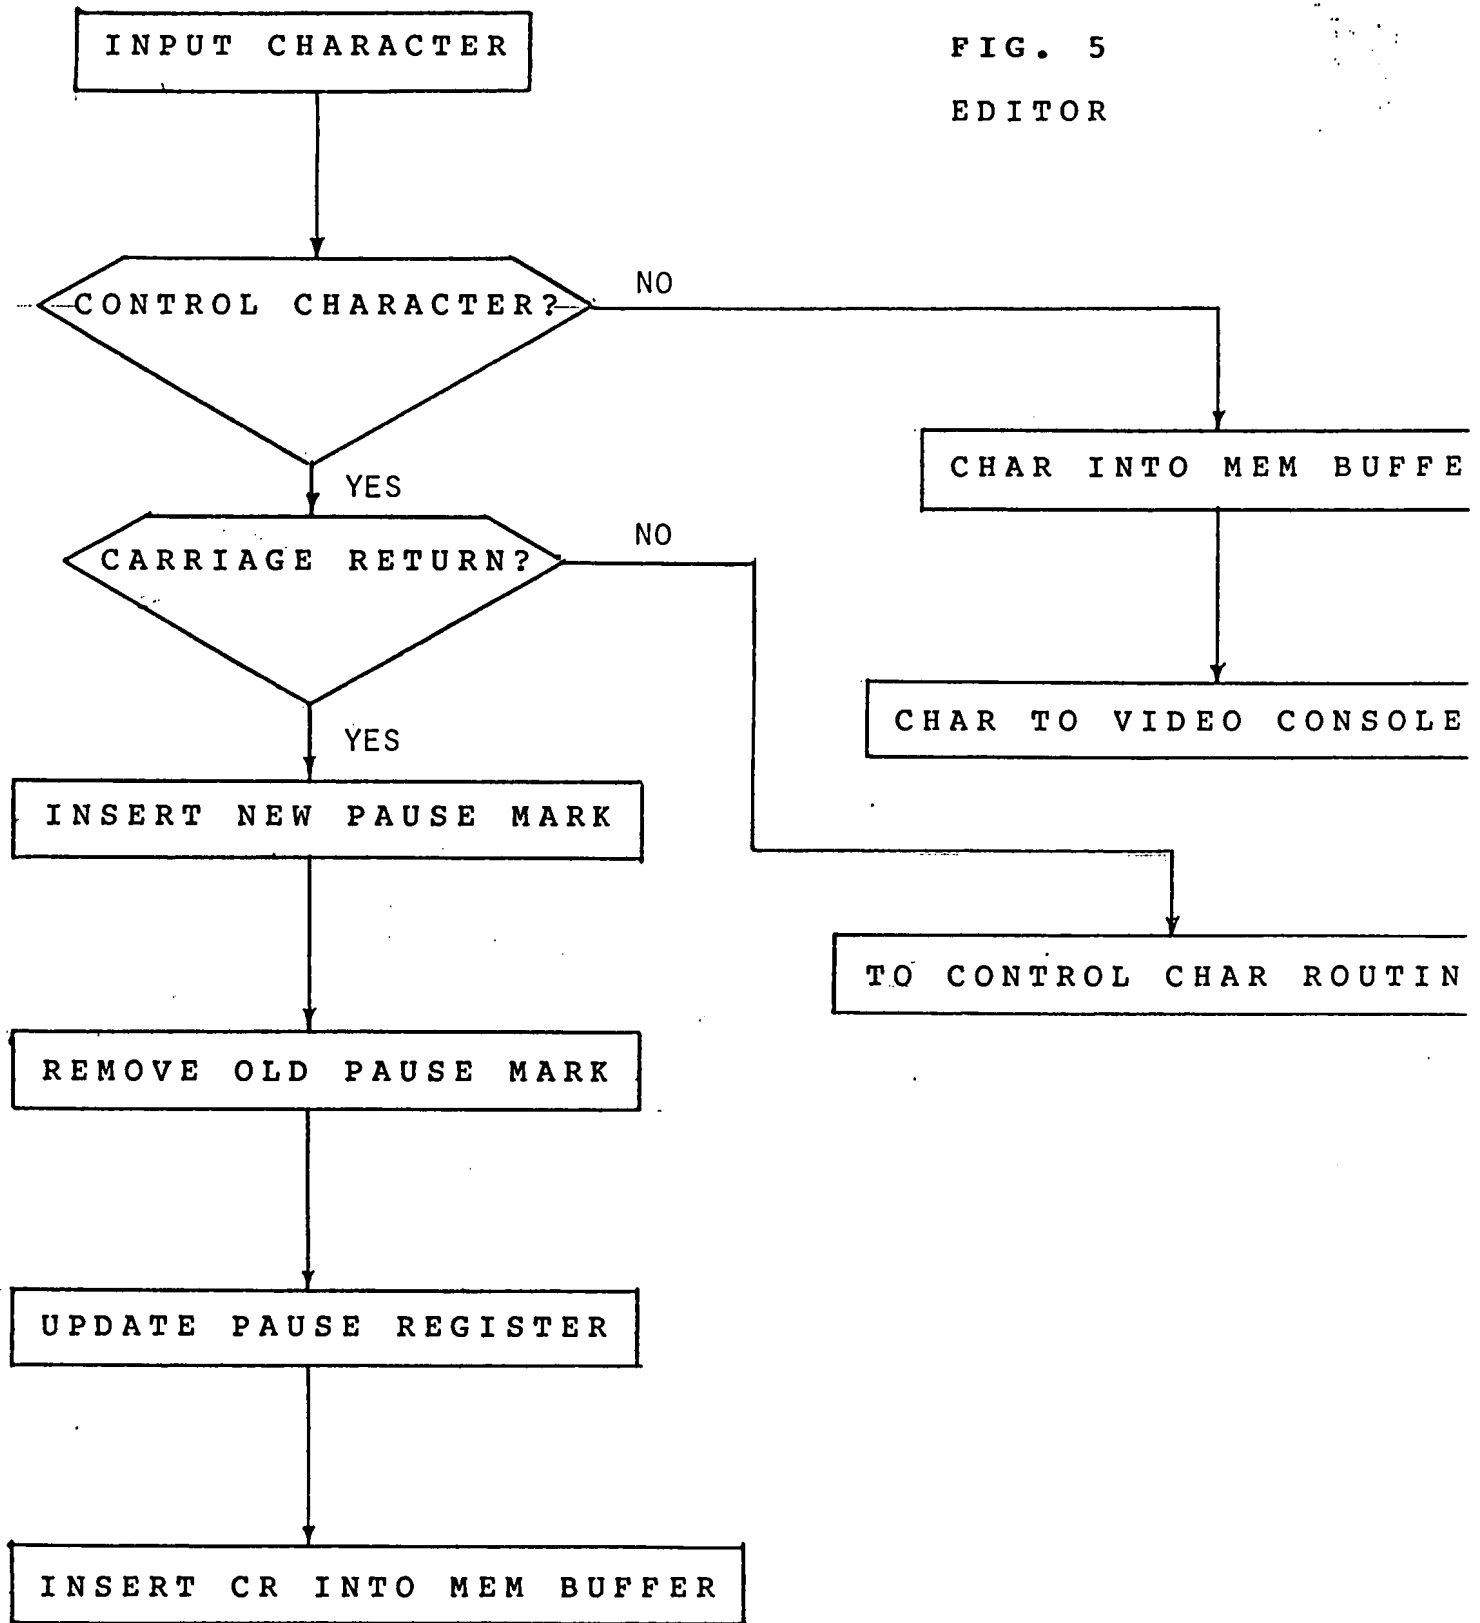 INPUT CHARACTER
FIG. 5
EDITOR
CONTROL CHARACTER?
NO
YES
CHAR INTO MEM BUFFE
CARRIAGE RETURN?
NO
CHAR TO VIDEO CONSOLE
YES
INSERT NEW PAUSE MARK
TO CONTROL CHAR ROUTIN
REMOVE OLD PAUSE MARK
UPDATE PAUSE REGISTER
INSERT CR INTO MEM BUFFER